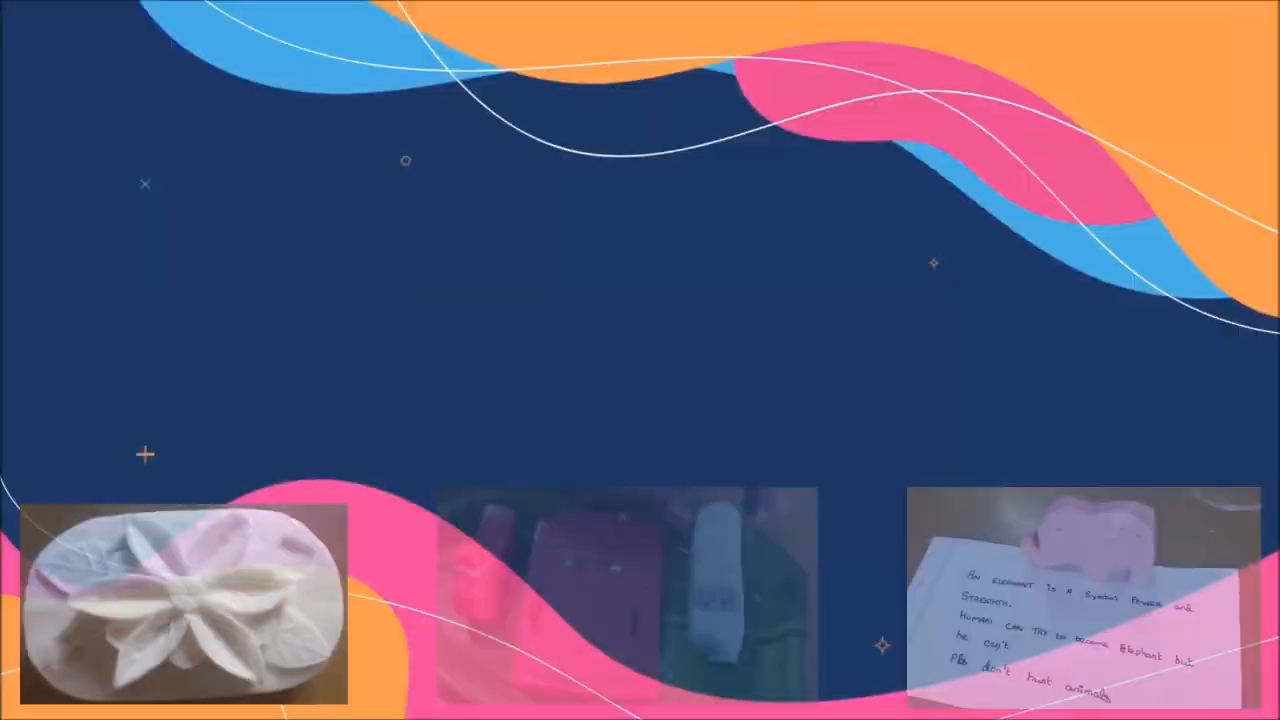 AN ELEPHANT IS A Symbol POWER and
STRENGTH.
HUMAN CAN TRY to become Elephant but
he can't
Pls don't hurt animals